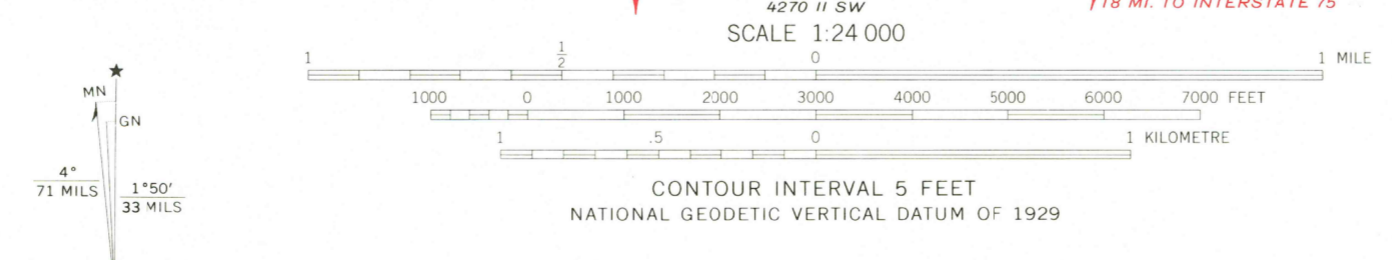 4270 II SW
18 MI. TO INTERSTATE 75
SCALE 1:24 000
1 1/2 0 1 MILE
1000 0 1000 2000 3000 4000 5000 6000 7000 FEET
1 .5 0 1 KILOMETRE
CONTOUR INTERVAL 5 FEET
NATIONAL GEODETIC VERTICAL DATUM OF 1929
★
MN
GN
4° 1°50′
71 MILS 33 MILS